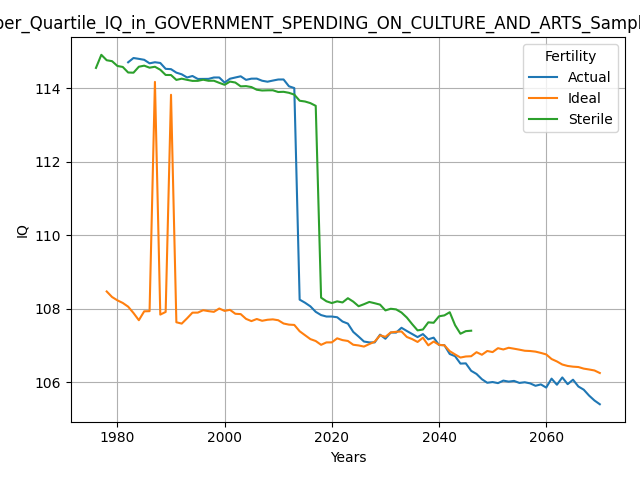 per_Quartile_IQ_in_GOVERNMENT_SPENDING_ON_CULTURE_AND_ARTS_Sampl
Fertility
Actual
Ideal
Sterile
IQ
114
112
110
108
106
1980 2000 2020 2040 2060
Years